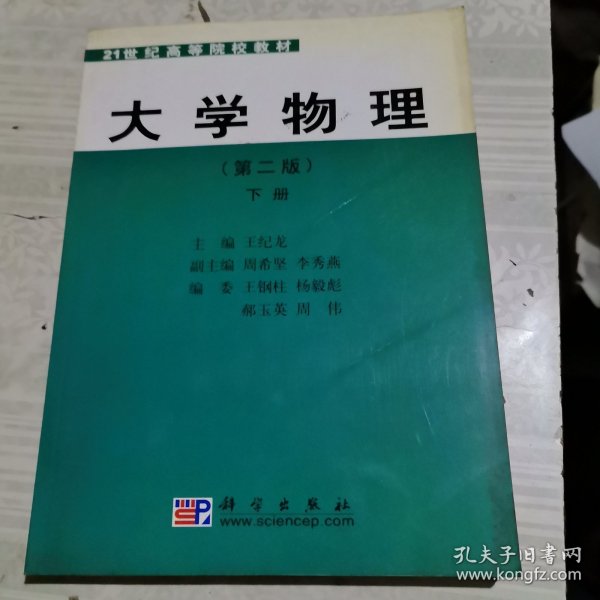 21世纪高等院校教材
大学物理
(第二版)
下册
主 编 王纪龙
副主编 周希坚 李秀燕
编 委 王钢柱 杨毅彪
郝玉英 周 伟
科学出版社
www.sciencep.com
孔夫子旧书网
www.kongfz.com